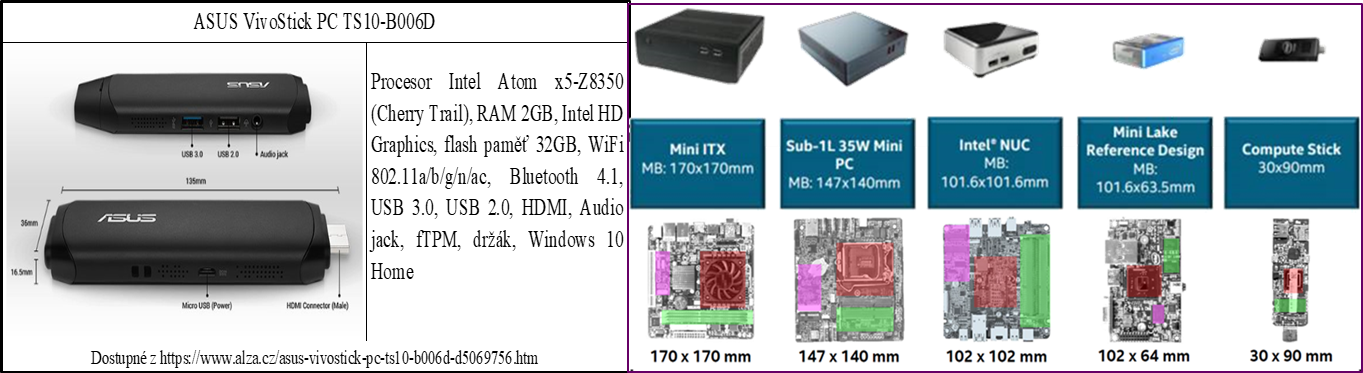 ASUS VivoStick PC TS10-B006D
ASUS
USB 3.0
USB 2.0
Audio jack
135mm
36mm
16.5mm
ASUS
Micro USB (Power)
HDMI Connector (Male)
Procesor Intel Atom x5-Z8350
(Cherry Trail), RAM 2GB, Intel HD
Graphics, flash paměť 32GB, WiFi
802.11a/b/g/n/ac, Bluetooth 4.1,
USB 3.0, USB 2.0, HDMI, Audio
jack, fTPM, držák, Windows 10
Home
Dostupné z https://www.alza.cz/asus-vivostick-pc-ts10-b006d-d5069756.htm
Mini ITX
MB: 170x170mm
Sub-1L 35W Mini
PC
MB: 147x140mm
Intel® NUC
MB:
101.6x101.6mm
Mini Lake
Reference Design
MB:
101.6x63.5mm
Compute Stick
30x90mm
170 x 170 mm
147 x 140 mm
102 x 102 mm
102 x 64 mm
30 x 90 mm